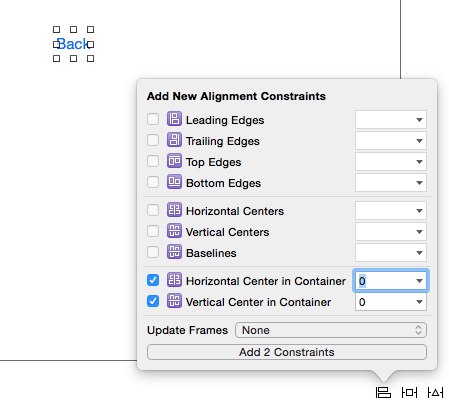 Back
Add New Alignment Constraints
Leading Edges
Trailing Edges
Top Edges
Bottom Edges
Horizontal Centers
Vertical Centers
Baselines
Horizontal Center in Container 0
Vertical Center in Container 0
Update Frames None
Add 2 Constraints